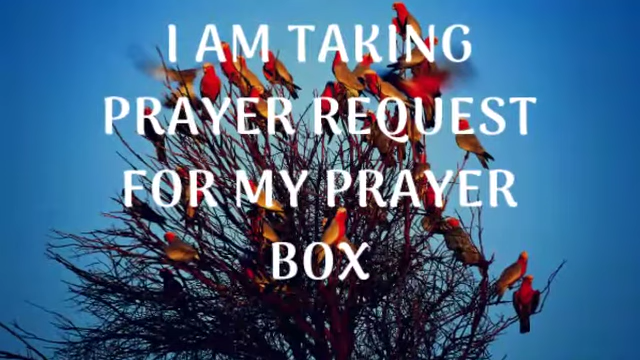 I AM TAKING
PRAYER REQUEST
FOR MY PRAYER
BOX